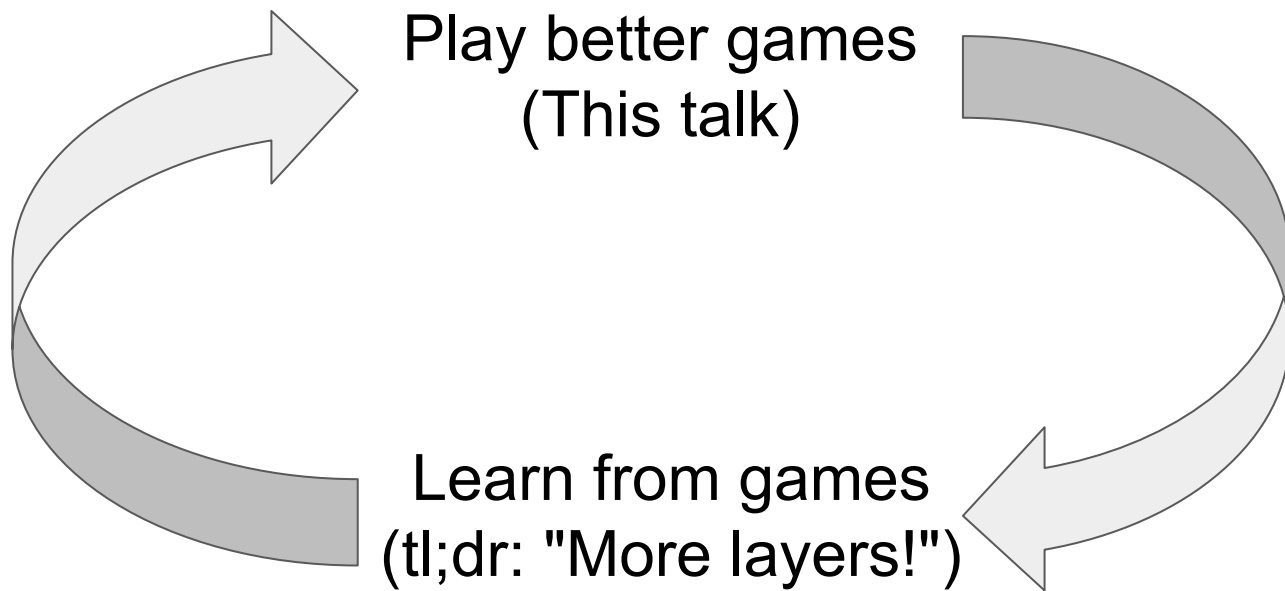 Play better games
(This talk)
Learn from games
(tl;dr: "More layers!")